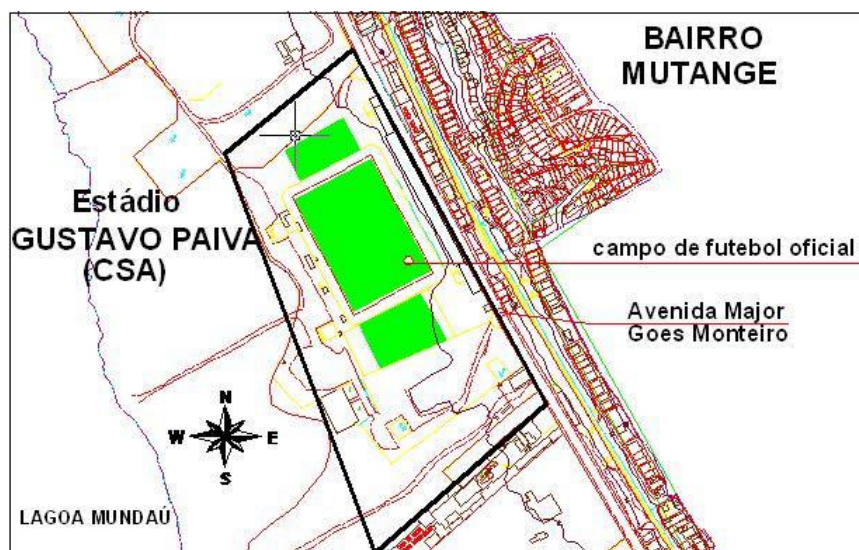 BAIRRO
MUTANGE
Estádio
GUSTAVO PAIVA
(CSA)
campo de futebol oficial
Avenida Major
Goes Monteiro
N
W E
S
LAGOA MUNDAÚ